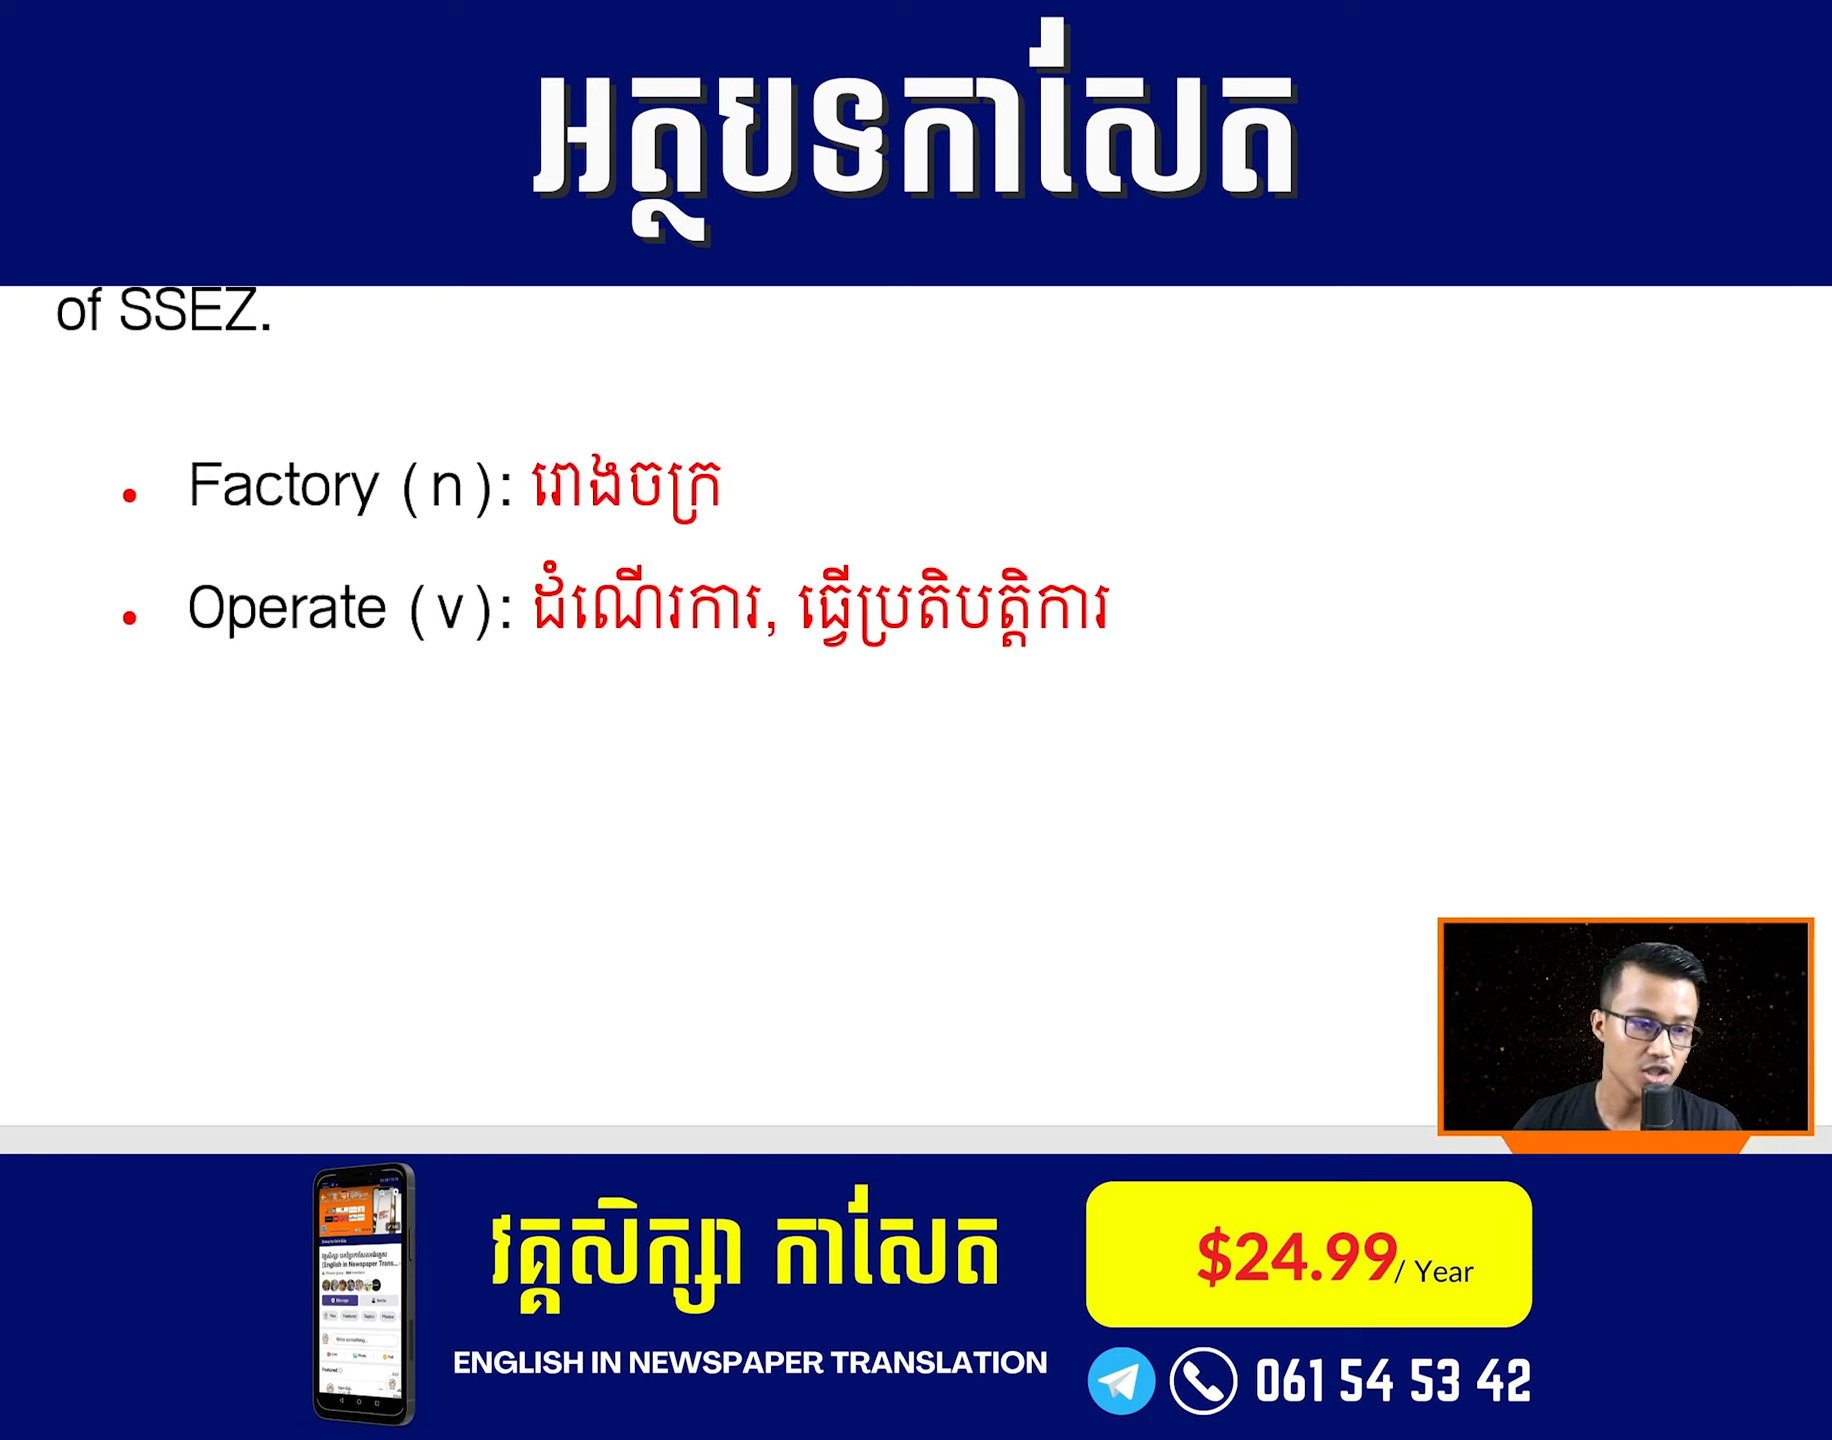 អត្ថបទកាសែត
of SSEZ.
• Factory (n): រោងចក្រ
• Operate (v): ដំណើរការ, ធ្វើប្រតិបត្តិការ
វគ្គសិក្សា កាសែត
ENGLISH IN NEWSPAPER TRANSLATION
$24.99/ Year
061 54 53 42